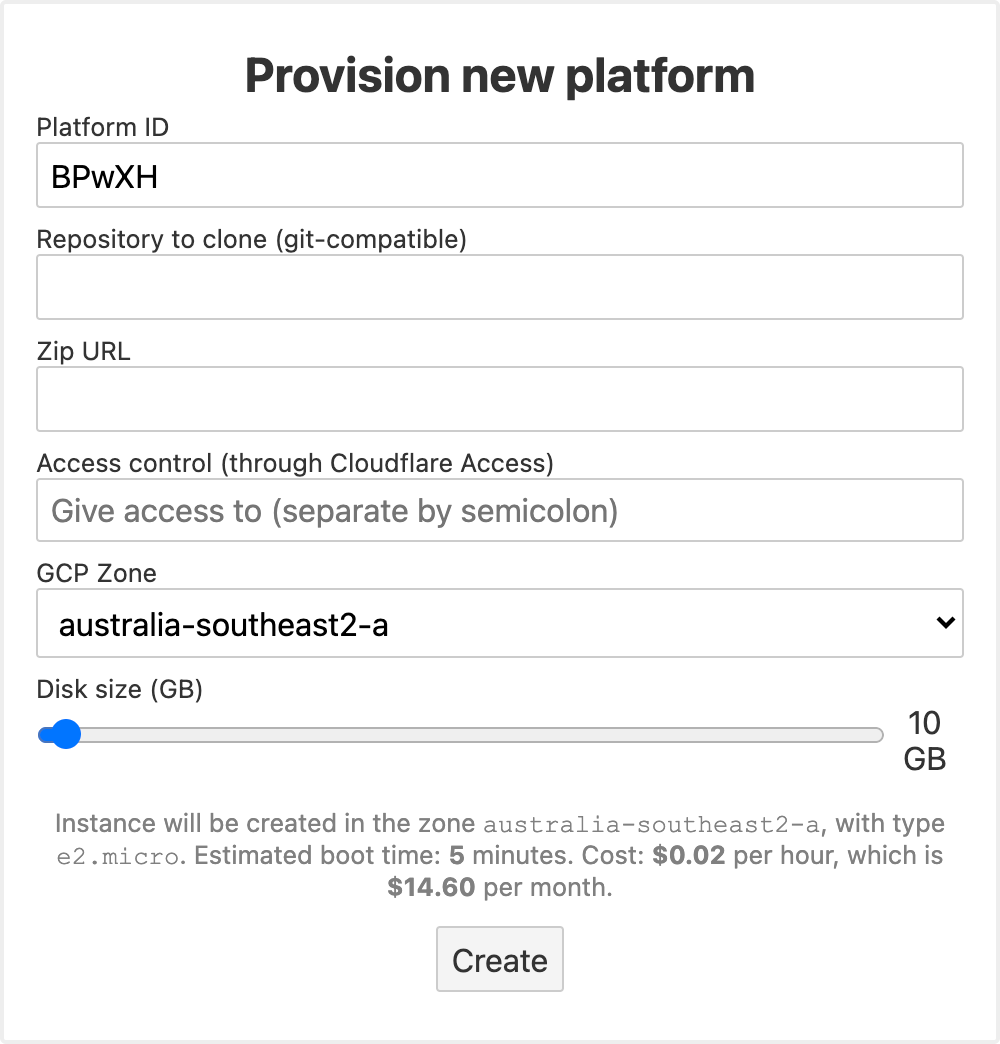 Provision new platform
Platform ID
BPwXH
Repository to clone (git-compatible)
Zip URL
Access control (through Cloudflare Access)
Give access to (separate by semicolon)
GCP Zone
australia-southeast2-a
Disk size (GB)
10
GB
Instance will be created in the zone australia-southeast2-a, with type
e2.micro. Estimated boot time: 5 minutes. Cost: $0.02 per hour, which is
$14.60 per month.
Create